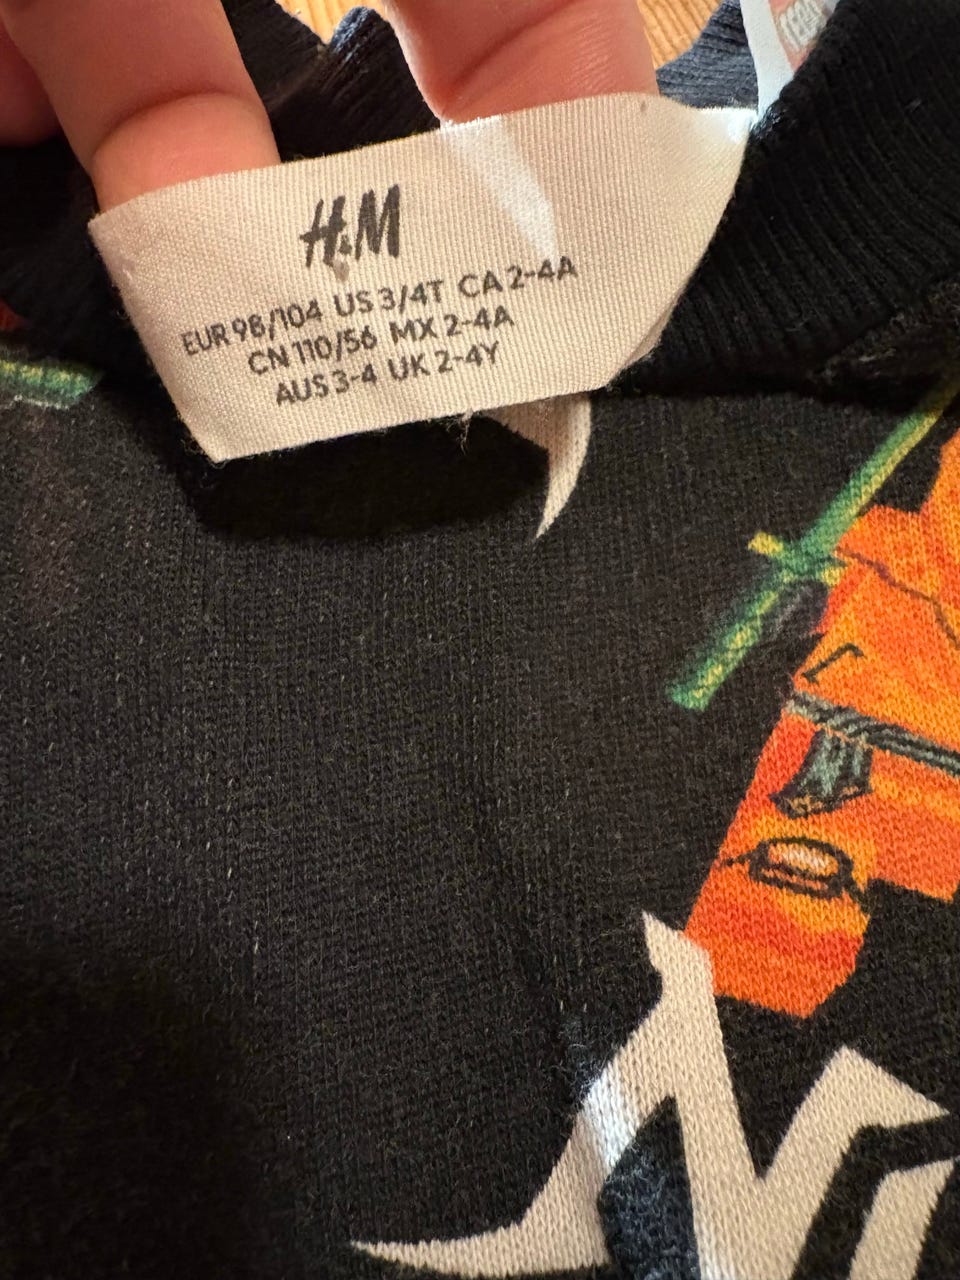 H&M
EUR 98/104 US 3/4T CA 2-4A
CN 110/56 MX 2-4A
AUS 3-4 UK 2-4Y